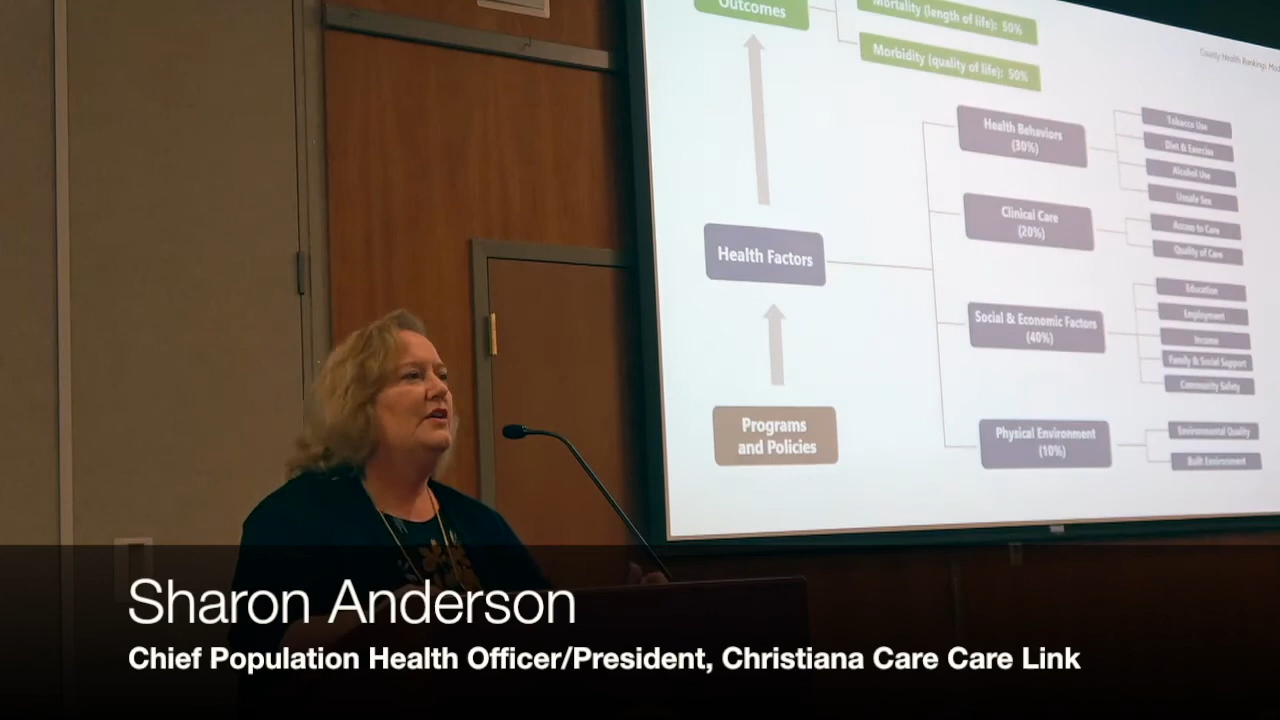 Outcomes
Mortality (length of life): 50%
Morbidity (quality of life): 50%
County Health Rankings
Health Behaviors
(30%)
Tobacco Use
Diet & Exercise
Alcohol Use
Unsafe Sex
Clinical Care
(20%)
Access to Care
Quality of Care
Health Factors
Social & Economic Factors
(40%)
Education
Employment
Income
Family & Social Support
Community Safety
Programs
and Policies
Physical Environment
(10%)
Environmental Quality
Built Environment
Sharon Anderson
Chief Population Health Officer/President, Christiana Care Care Link